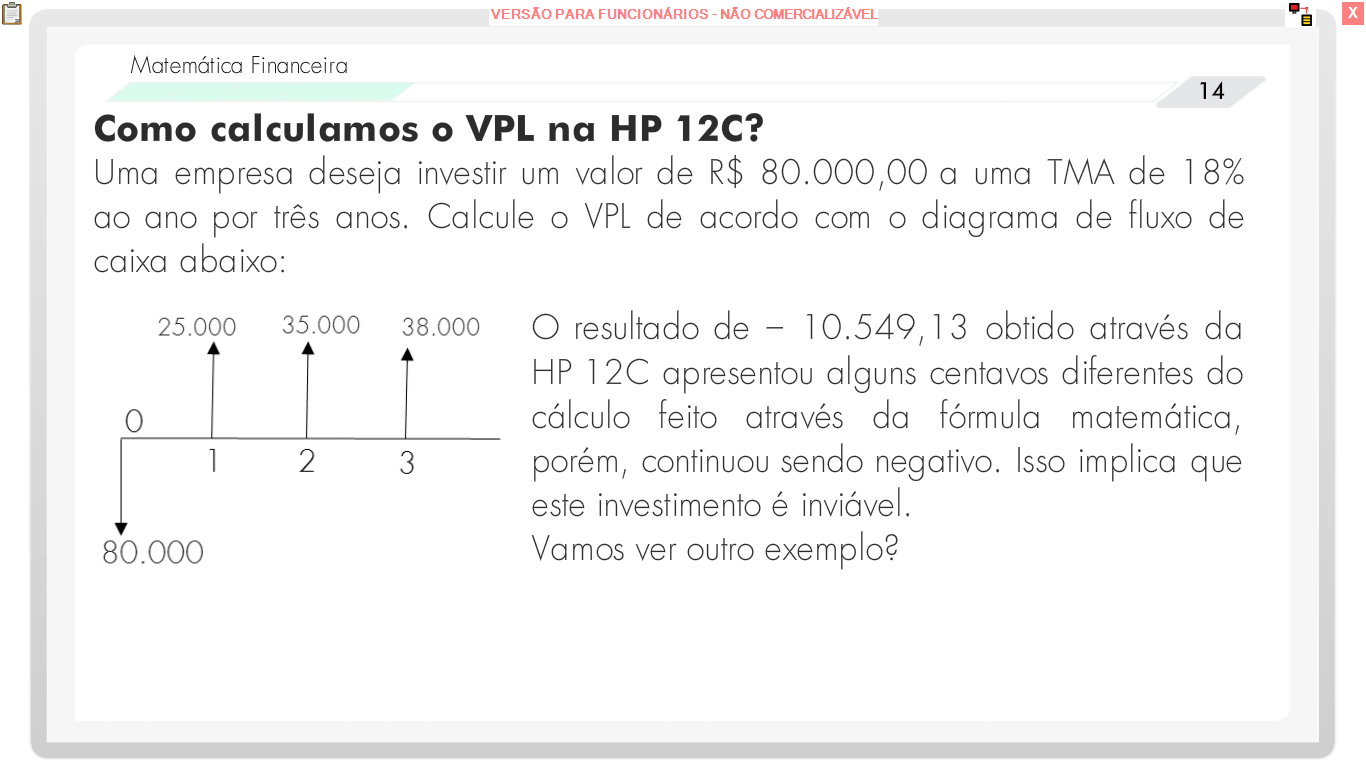 VERSÃO PARA FUNCIONÁRIOS - NÃO COMERCIALIZÁVEL
X
Matemática Financeira
14
Como calculamos o VPL na HP 12C?
Uma empresa deseja investir um valor de R$ 80.000,00 a uma TMA de 18%
ao ano por três anos. Calcule o VPL de acordo com o diagrama de fluxo de
caixa abaixo:
25.000 35.000 38.000
0
1 2 3
80.000
O resultado de – 10.549,13 obtido através da
HP 12C apresentou alguns centavos diferentes do
cálculo feito através da fórmula matemática,
porém, continuou sendo negativo. Isso implica que
este investimento é inviável.
Vamos ver outro exemplo?